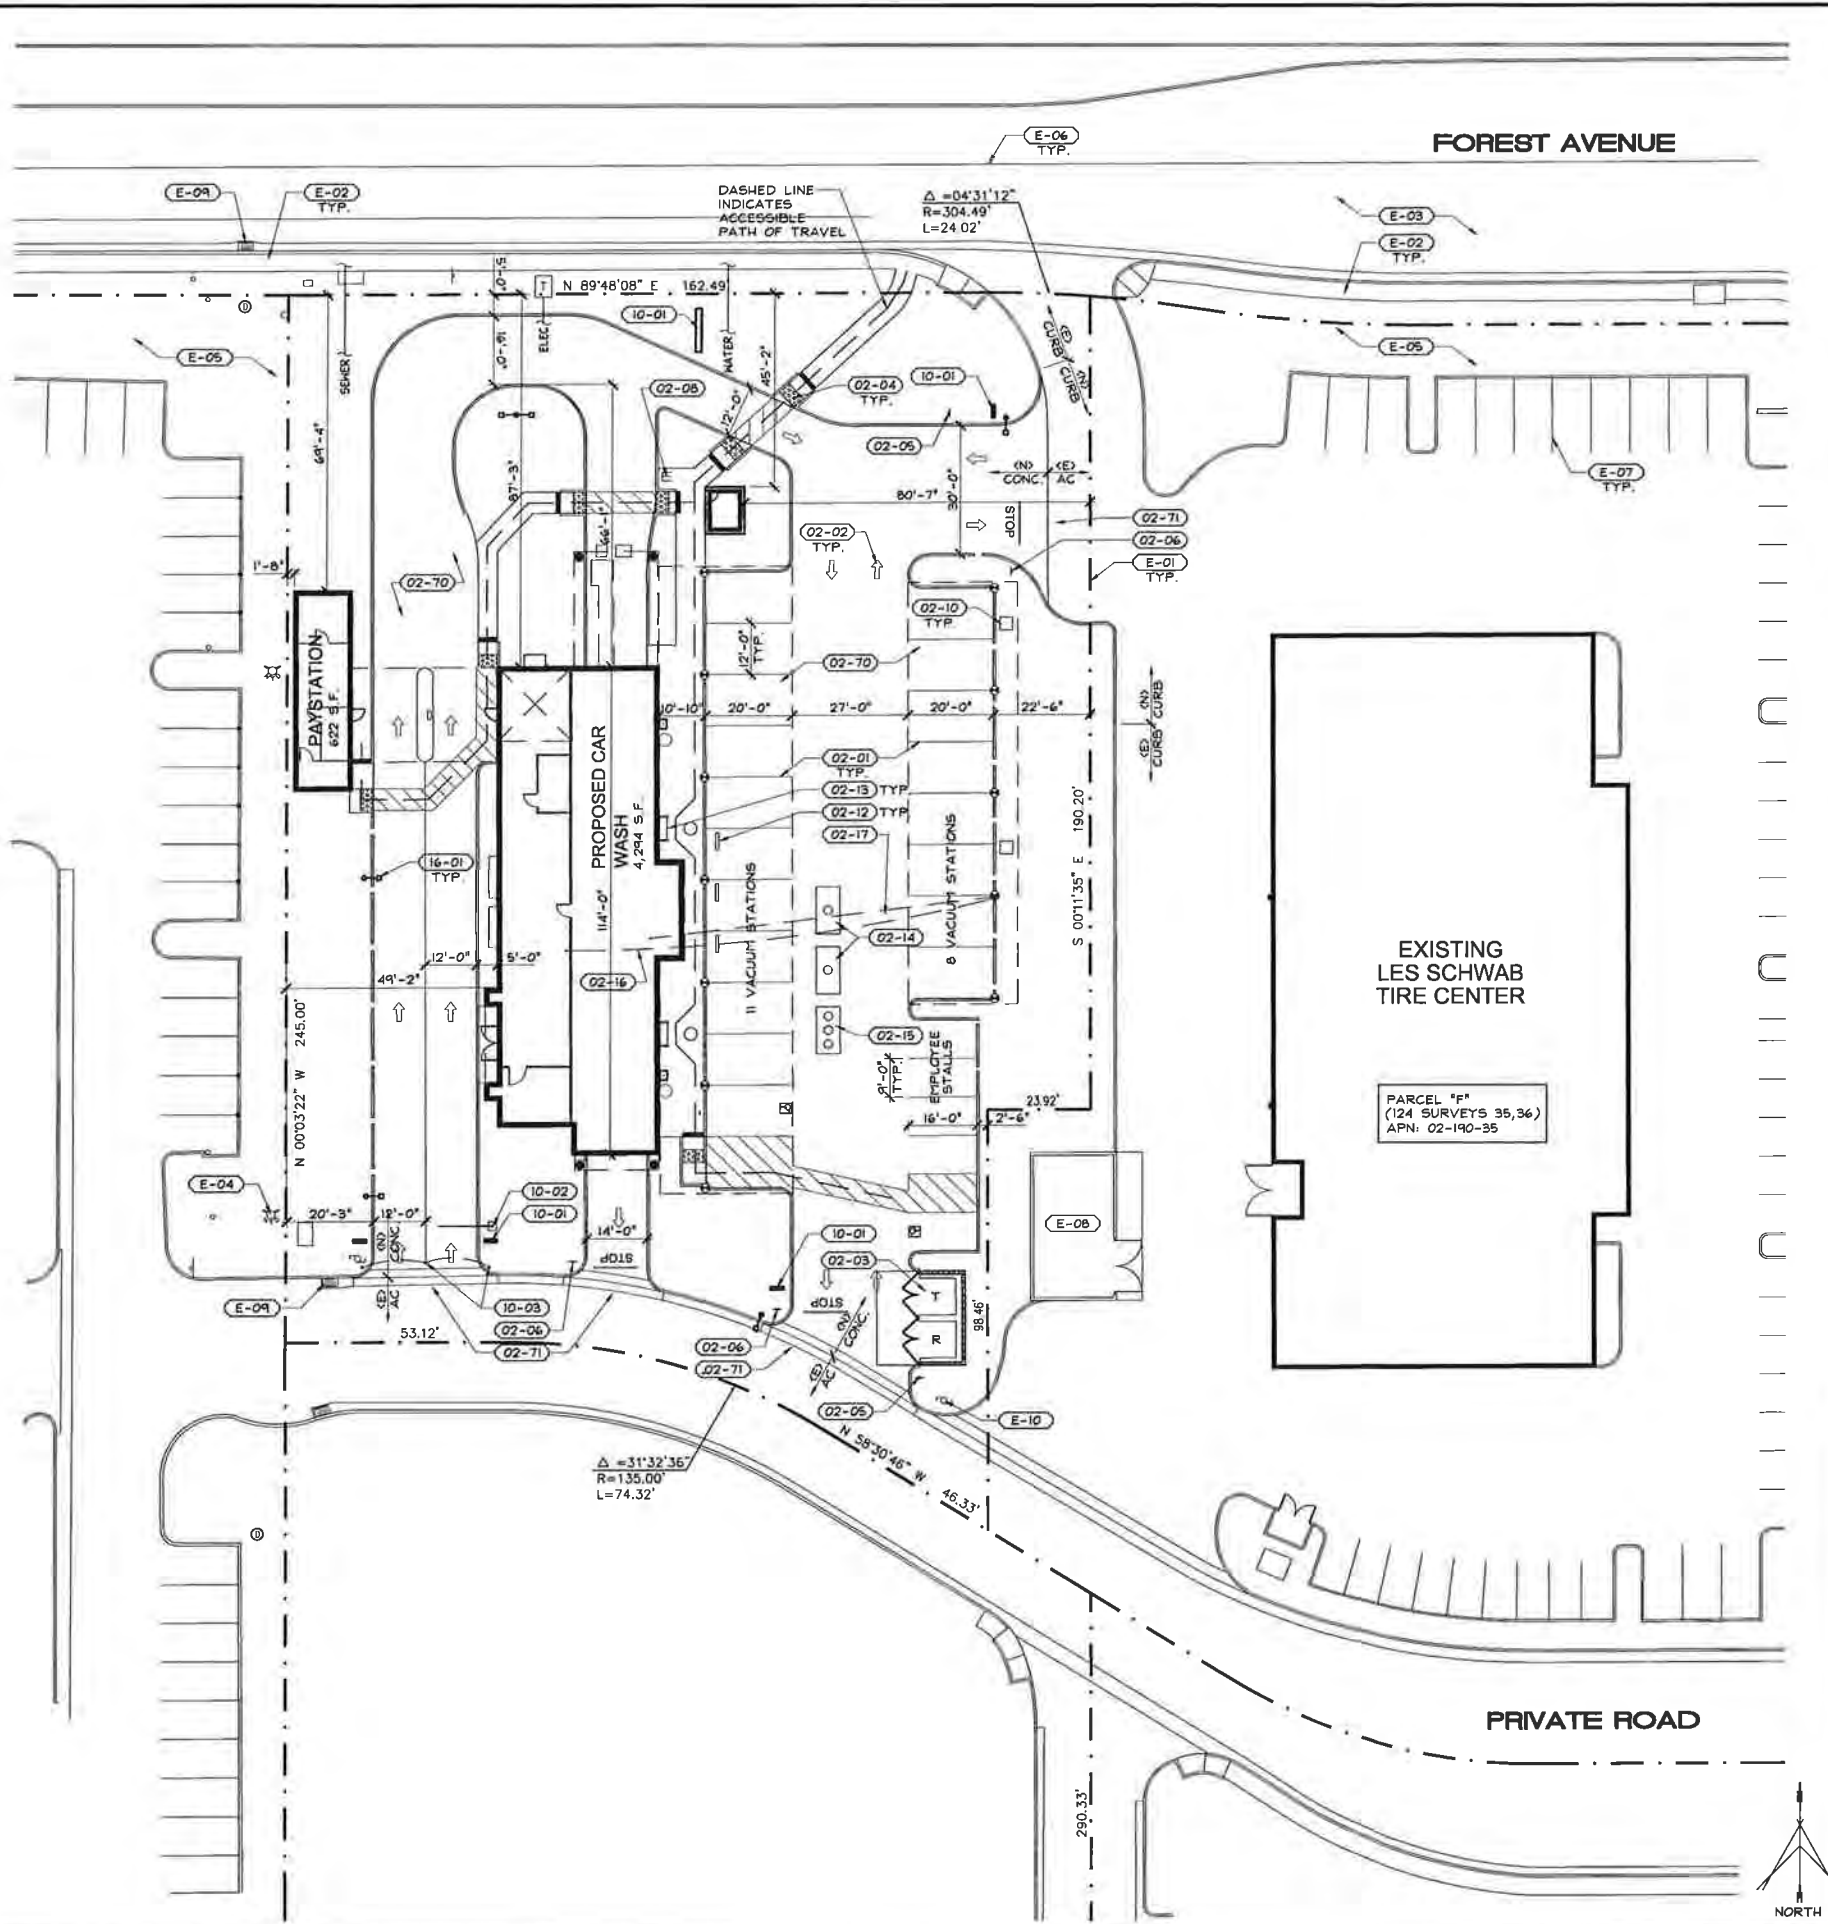 FOREST AVENUE
E-06
TYP.
E-09
E-02
TYP.
DASHED LINE
INDICATES
ACCESSIBLE
PATH OF TRAVEL
Δ =04°31'12"
R=304.49'
L=24.02'
E-03
E-02
TYP.
5'-0"
T
N 89°48'08" E
162.49'
D
10-01
E-05
16'-0"
ELEC
SEWER
WATER
45'-2"
(E)
CURB
(N)
CURB
E-05
02-08
02-04
TYP.
10-01
12'-0"
02-05
69'-4"
87'-3"
66'-1"
30'-0"
(N)
CONC.
(E)
AC
E-07
TYP.
80'-7"
STOP
02-71
02-02
TYP.
02-06
E-01
TYP.
1'-8"
02-70
02-10
TYP.
12'-0"
TYP.
02-70
PAYSTATION
622 S.F.
10'-10"
20'-0"
27'-0"
20'-0"
22'-6"
(N)
CURB
(E)
CURB
PROPOSED CAR
WASH
4,294 S.F.
114'-0"
02-01
TYP.
02-13 TYP
02-12 TYP
02-17
S 00°11'35" E 190.20'
16-01
TYP.
11 VACUUM STATIONS
8 VACUUM STATIONS
02-14
12'-0"
5'-0"
02-16
49'-2"
EXISTING
LES SCHWAB
TIRE CENTER
N 00°03'22" W 245.00'
02-15
EMPLOYEE
STALLS
9'-0"
TYP.
23.92'
16'-0"
2'-6"
PARCEL "F"
(124 SURVEYS 35,36)
APN: 02-190-35
E-04
10-02
10-01
20'-3"
12'-0"
(N)
CONC
14'-0"
STOP
E-08
10-01
02-03
T
E-09
(E)
AC
10-03
02-06
02-71
53.12'
STOP
(N)
CONC.
R
98.46'
02-06
02-71
(E)
AC
02-05
E-10
N 58°30'46" W
46.33'
Δ =31°32'36"
R=135.00'
L=74.32'
D
PRIVATE ROAD
290.33'
NORTH